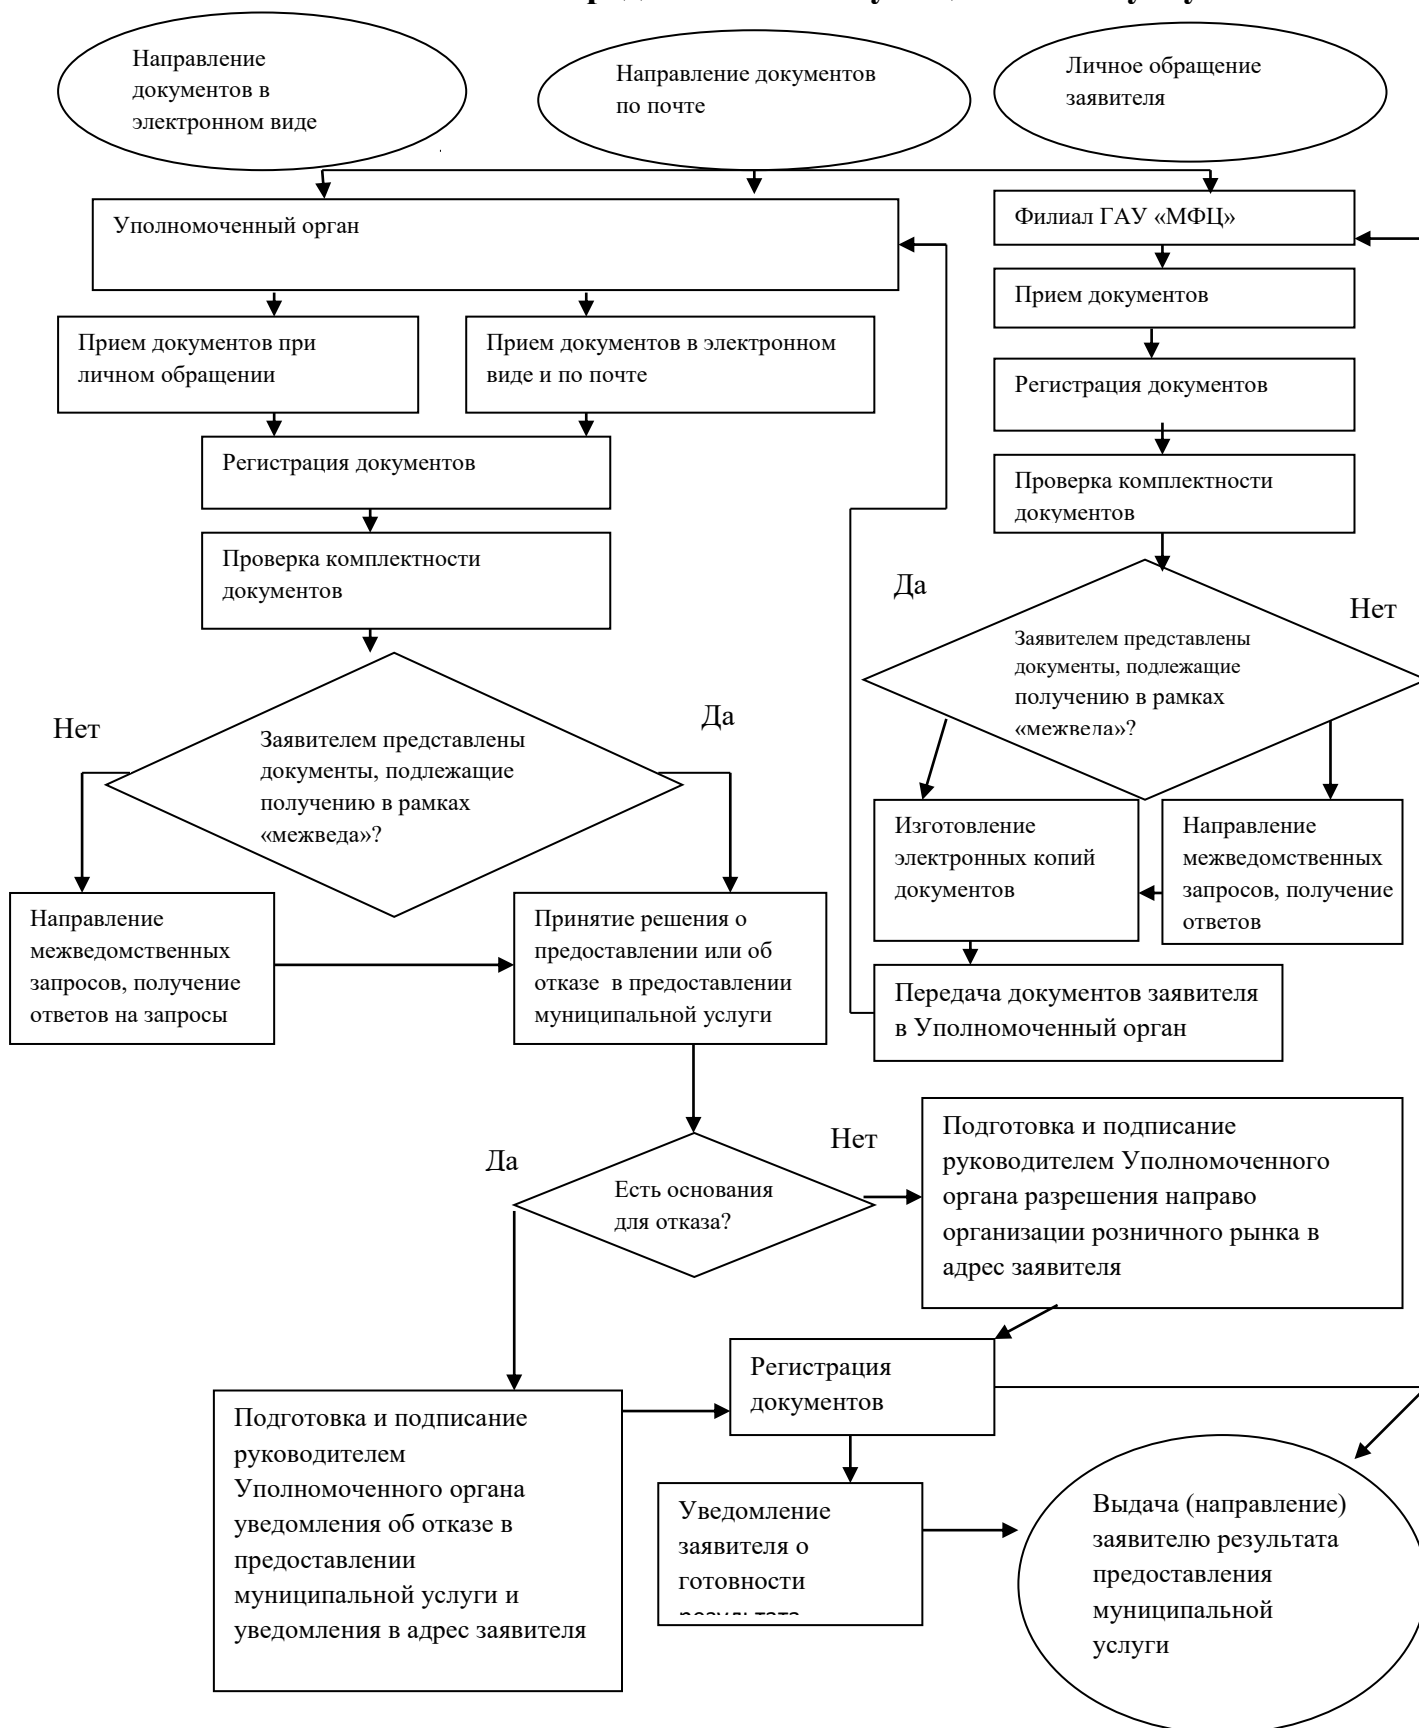 Направление
документов в
электронном виде
Направление документов
по почте
Личное обращение
заявителя
Уполномоченный орган
Филиал ГАУ «МФЦ»
Прием документов
Прием документов при
личном обращении
Прием документов в электронном
виде и по почте
Регистрация документов
Регистрация документов
Проверка комплектности
документов
Проверка комплектности
документов
Да
Нет
Заявителем представлены
документы, подлежащие
получению в рамках
«межведа»?
Нет
Да
Заявителем представлены
документы, подлежащие
получению в рамках
«межведа»?
Изготовление
электронных копий
документов
Направление
межведомственных
запросов, получение
ответов
Направление
межведомственных
запросов, получение
ответов на запросы
Принятие решения о
предоставлении или об
отказе в предоставлении
муниципальной услуги
Передача документов заявителя
в Уполномоченный орган
Да
Нет
Есть основания
для отказа?
Подготовка и подписание
руководителем Уполномоченного
органа разрешения направо
организации розничного рынка в
адрес заявителя
Регистрация
документов
Подготовка и подписание
руководителем
Уполномоченного органа
уведомления об отказе в
предоставлении
муниципальной услуги и
уведомления в адрес заявителя
Уведомление
заявителя о
готовности
Выдача (направление)
заявителю результата
предоставления
муниципальной
услуги